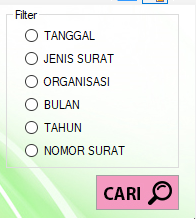 Filter
TANGGAL
JENIS SURAT
ORGANISASI
BULAN
TAHUN
NOMOR SURAT
CARI